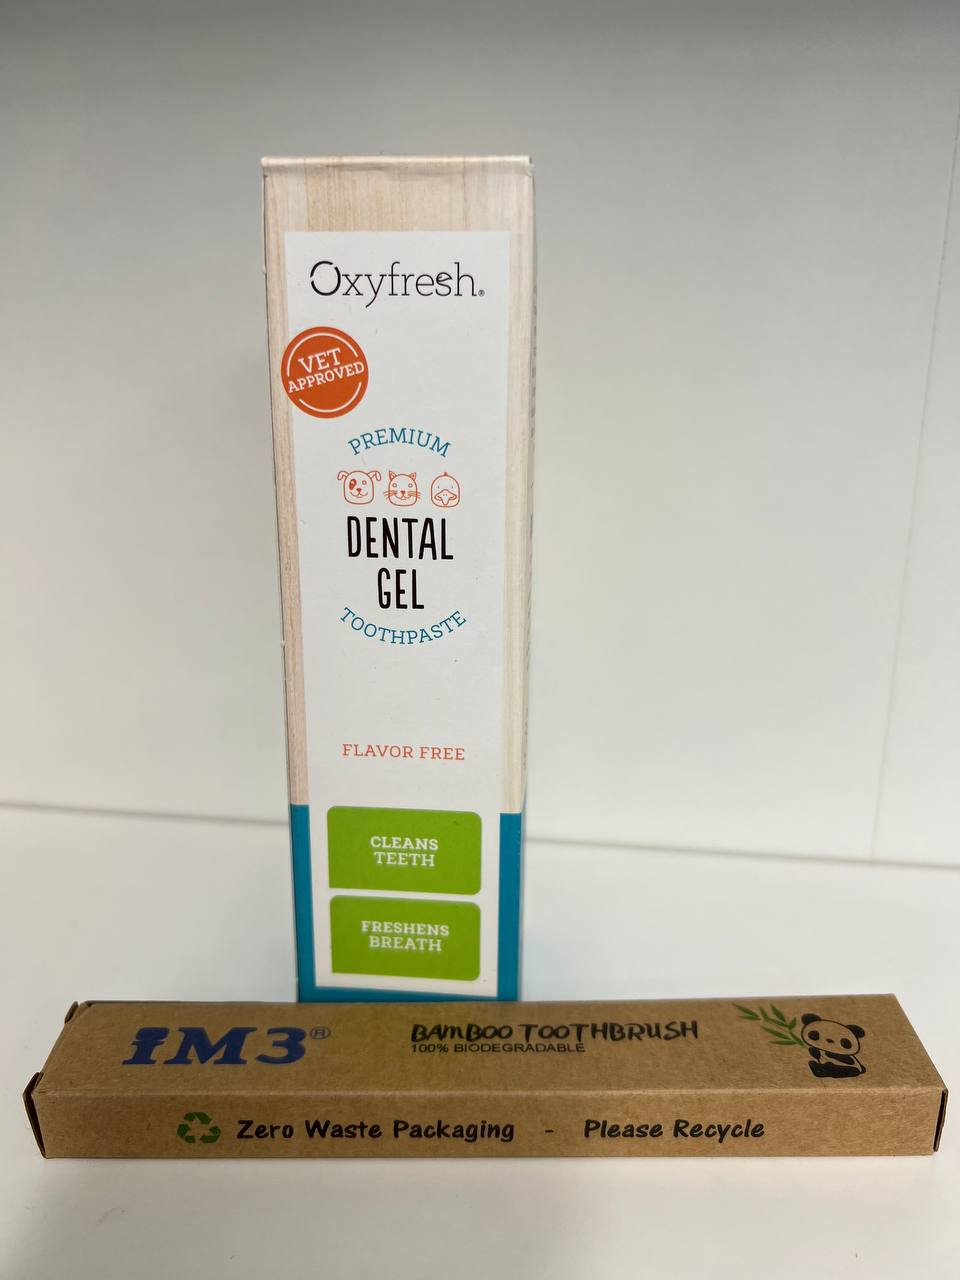 Oxyfresh®
VET
APPROVED
PREMIUM
DENTAL
GEL
TOOTHPASTE
FLAVOR FREE
CLEANS
TEETH
FRESHENS
BREATH
iM3®
BAMBOO TOOTHBRUSH
100% BIODEGRADABLE
Zero Waste Packaging - Please Recycle